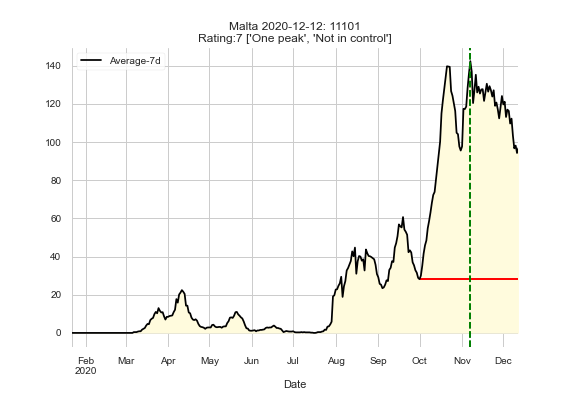 Malta 2020-12-12: 11101
Rating:7 ['One peak', 'Not in control']
Average-7d
140
120
100
80
60
40
20
0
Feb Mar Apr May Jun Jul Aug Sep Oct Nov Dec
2020
Date